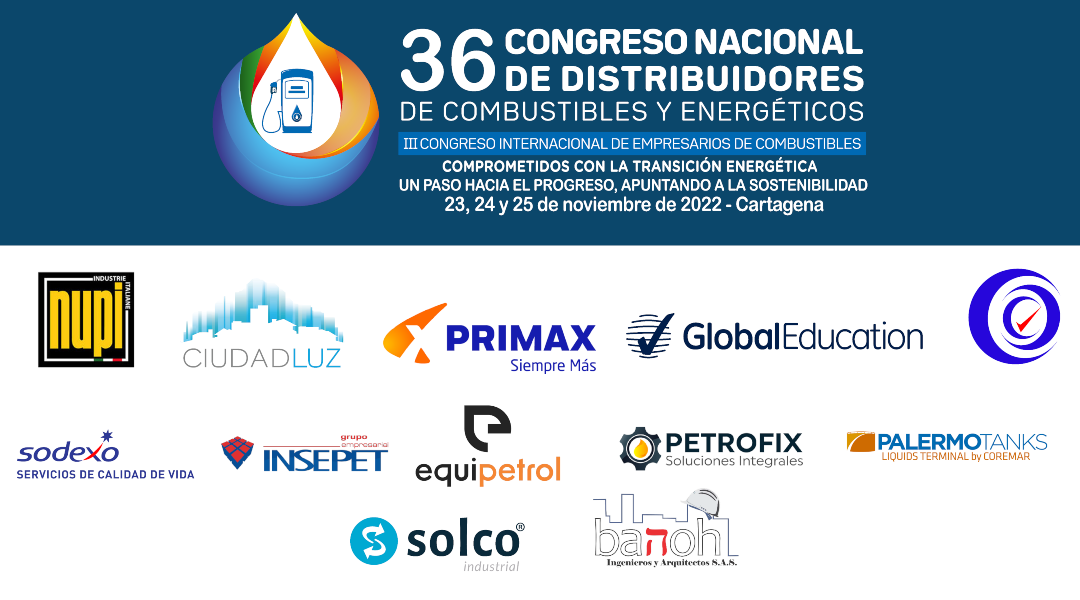 36 CONGRESO NACIONAL
DE DISTRIBUIDORES
DE COMBUSTIBLES Y ENERGÉTICOS
III CONGRESO INTERNACIONAL DE EMPRESARIOS DE COMBUSTIBLES
COMPROMETIDOS CON LA TRANSICIÓN ENERGÉTICA
UN PASO HACIA EL PROGRESO, APUNTANDO A LA SOSTENIBILIDAD
23, 24 y 25 de noviembre de 2022 - Cartagena
INDUSTRIE
ITALIANE
nupi
CIUDADLUZ
PRIMAX
Siempre Más
GlobalEducation
sodexo
SERVICIOS DE CALIDAD DE VIDA
grupo
empresarial
INSEPET
equipetrol
PETROFIX
Soluciones Integrales
PALERMOTANKS
LIQUIDS TERMINAL by COREMAR
solco®
industrial
banoh
Ingenieros y Arquitectos S.A.S.